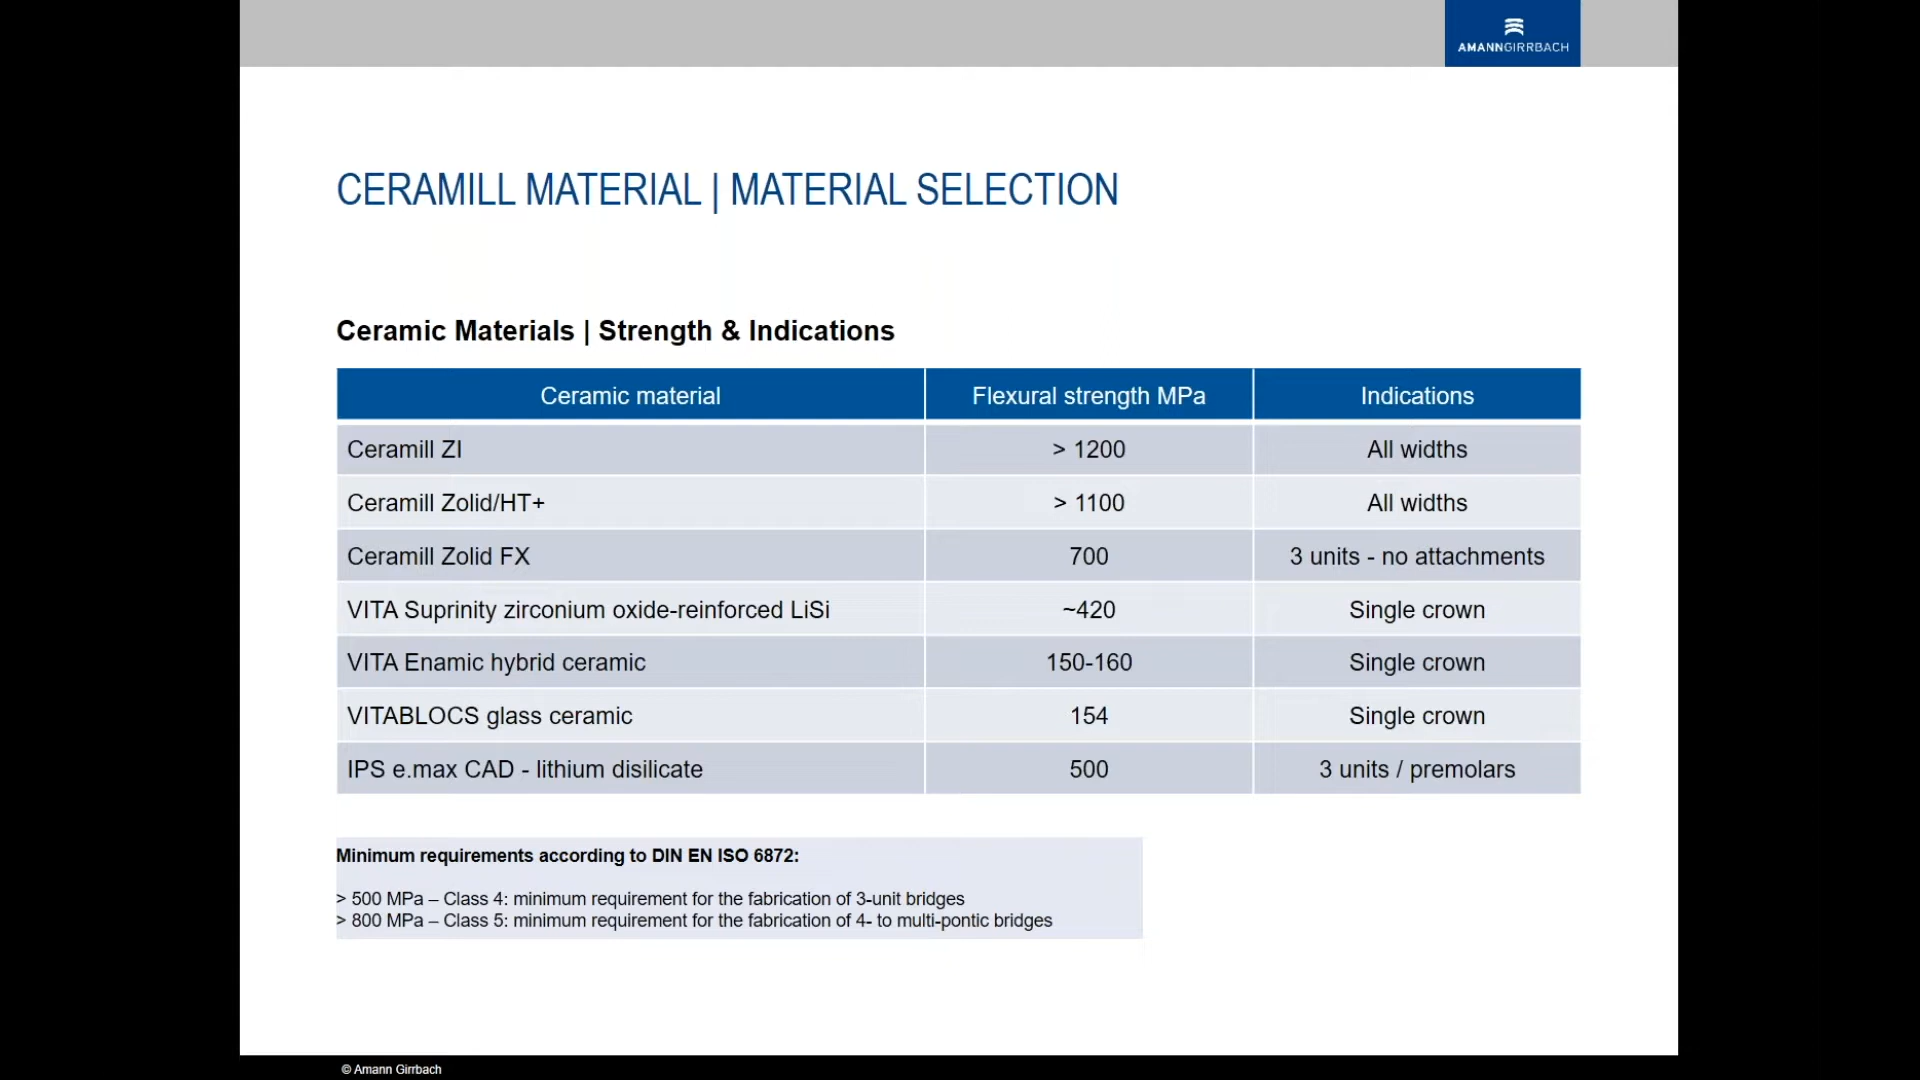 AMANNGIRRBACH
CERAMILL MATERIAL | MATERIAL SELECTION
Ceramic Materials | Strength & Indications
Ceramic material Flexural strength MPa Indications
Ceramill ZI > 1200 All widths
Ceramill Zolid/HT+ > 1100 All widths
Ceramill Zolid FX 700 3 units - no attachments
VITA Suprinity zirconium oxide-reinforced LiSi ~420 Single crown
VITA Enamic hybrid ceramic 150-160 Single crown
VITABLOCS glass ceramic 154 Single crown
IPS e.max CAD - lithium disilicate 500 3 units / premolars
Minimum requirements according to DIN EN ISO 6872:
> 500 MPa – Class 4: minimum requirement for the fabrication of 3-unit bridges
> 800 MPa – Class 5: minimum requirement for the fabrication of 4- to multi-pontic bridges
© Amann Girrbach